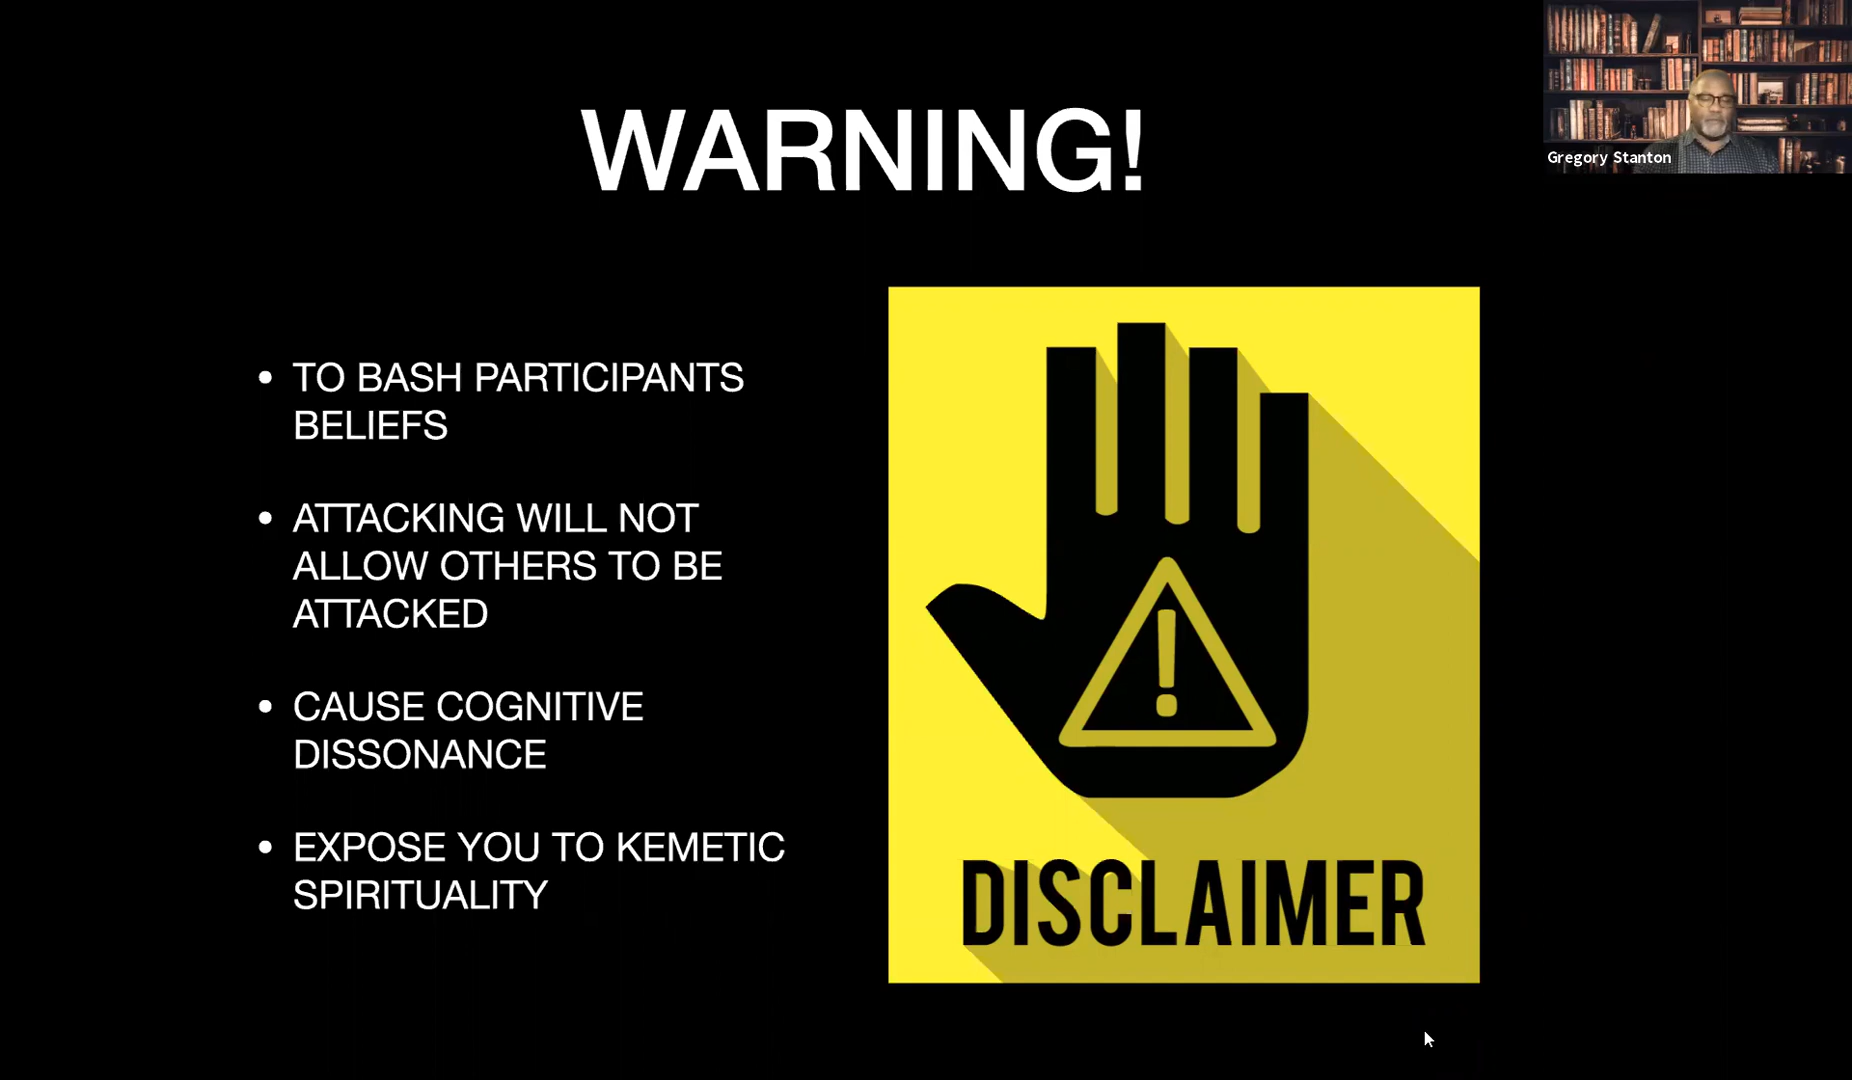 WARNING!
Gregory Stanton
• TO BASH PARTICIPANTS
BELIEFS
• ATTACKING WILL NOT
ALLOW OTHERS TO BE
ATTACKED
• CAUSE COGNITIVE
DISSONANCE
• EXPOSE YOU TO KEMETIC
SPIRITUALITY
!
DISCLAIMER